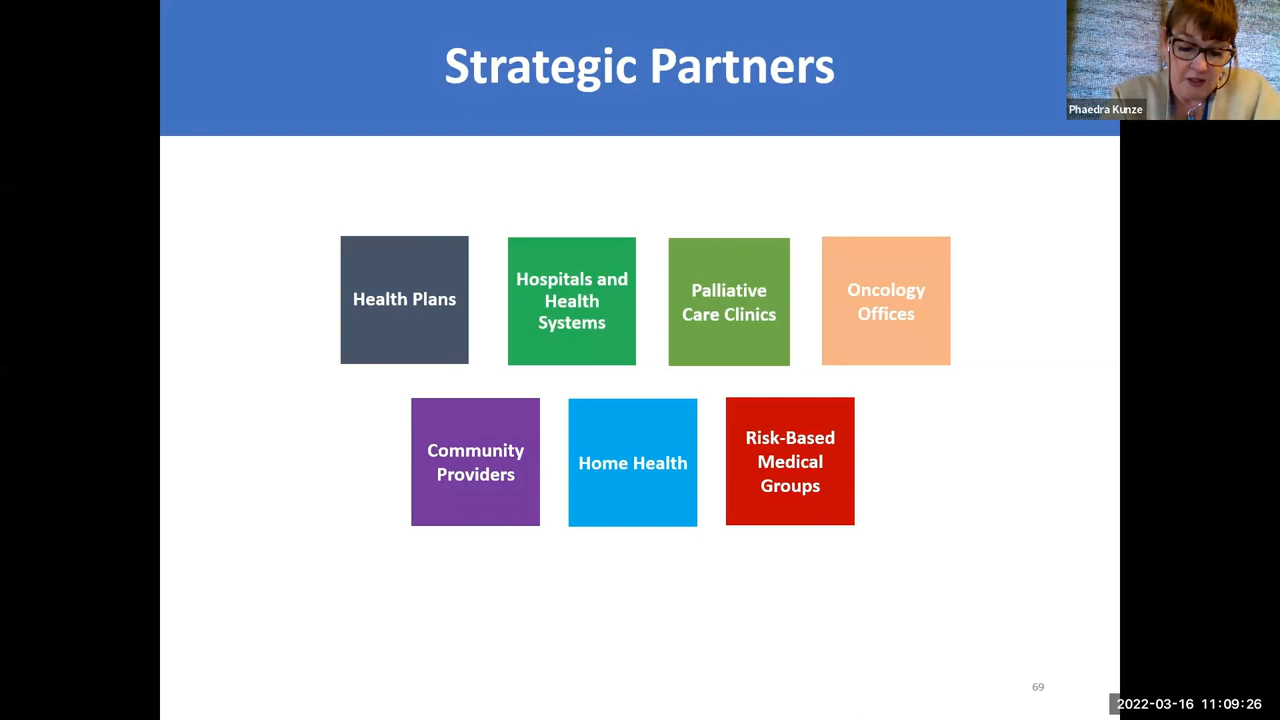 Strategic Partners
Phaedra Kunze
Health Plans
Hospitals and
Health
Systems
Palliative
Care Clinics
Oncology
Offices
Community
Providers
Home Health
Risk-Based
Medical
Groups
69
2022-03-16 11:09:26